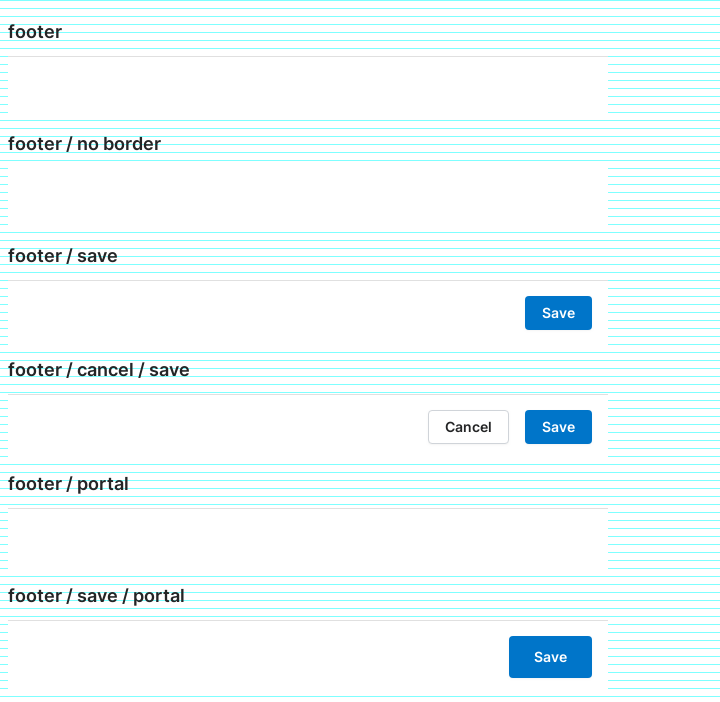 footer
footer / no border
footer / save
Save
footer / cancel / save
Cancel Save
footer / portal
footer / save / portal
Save